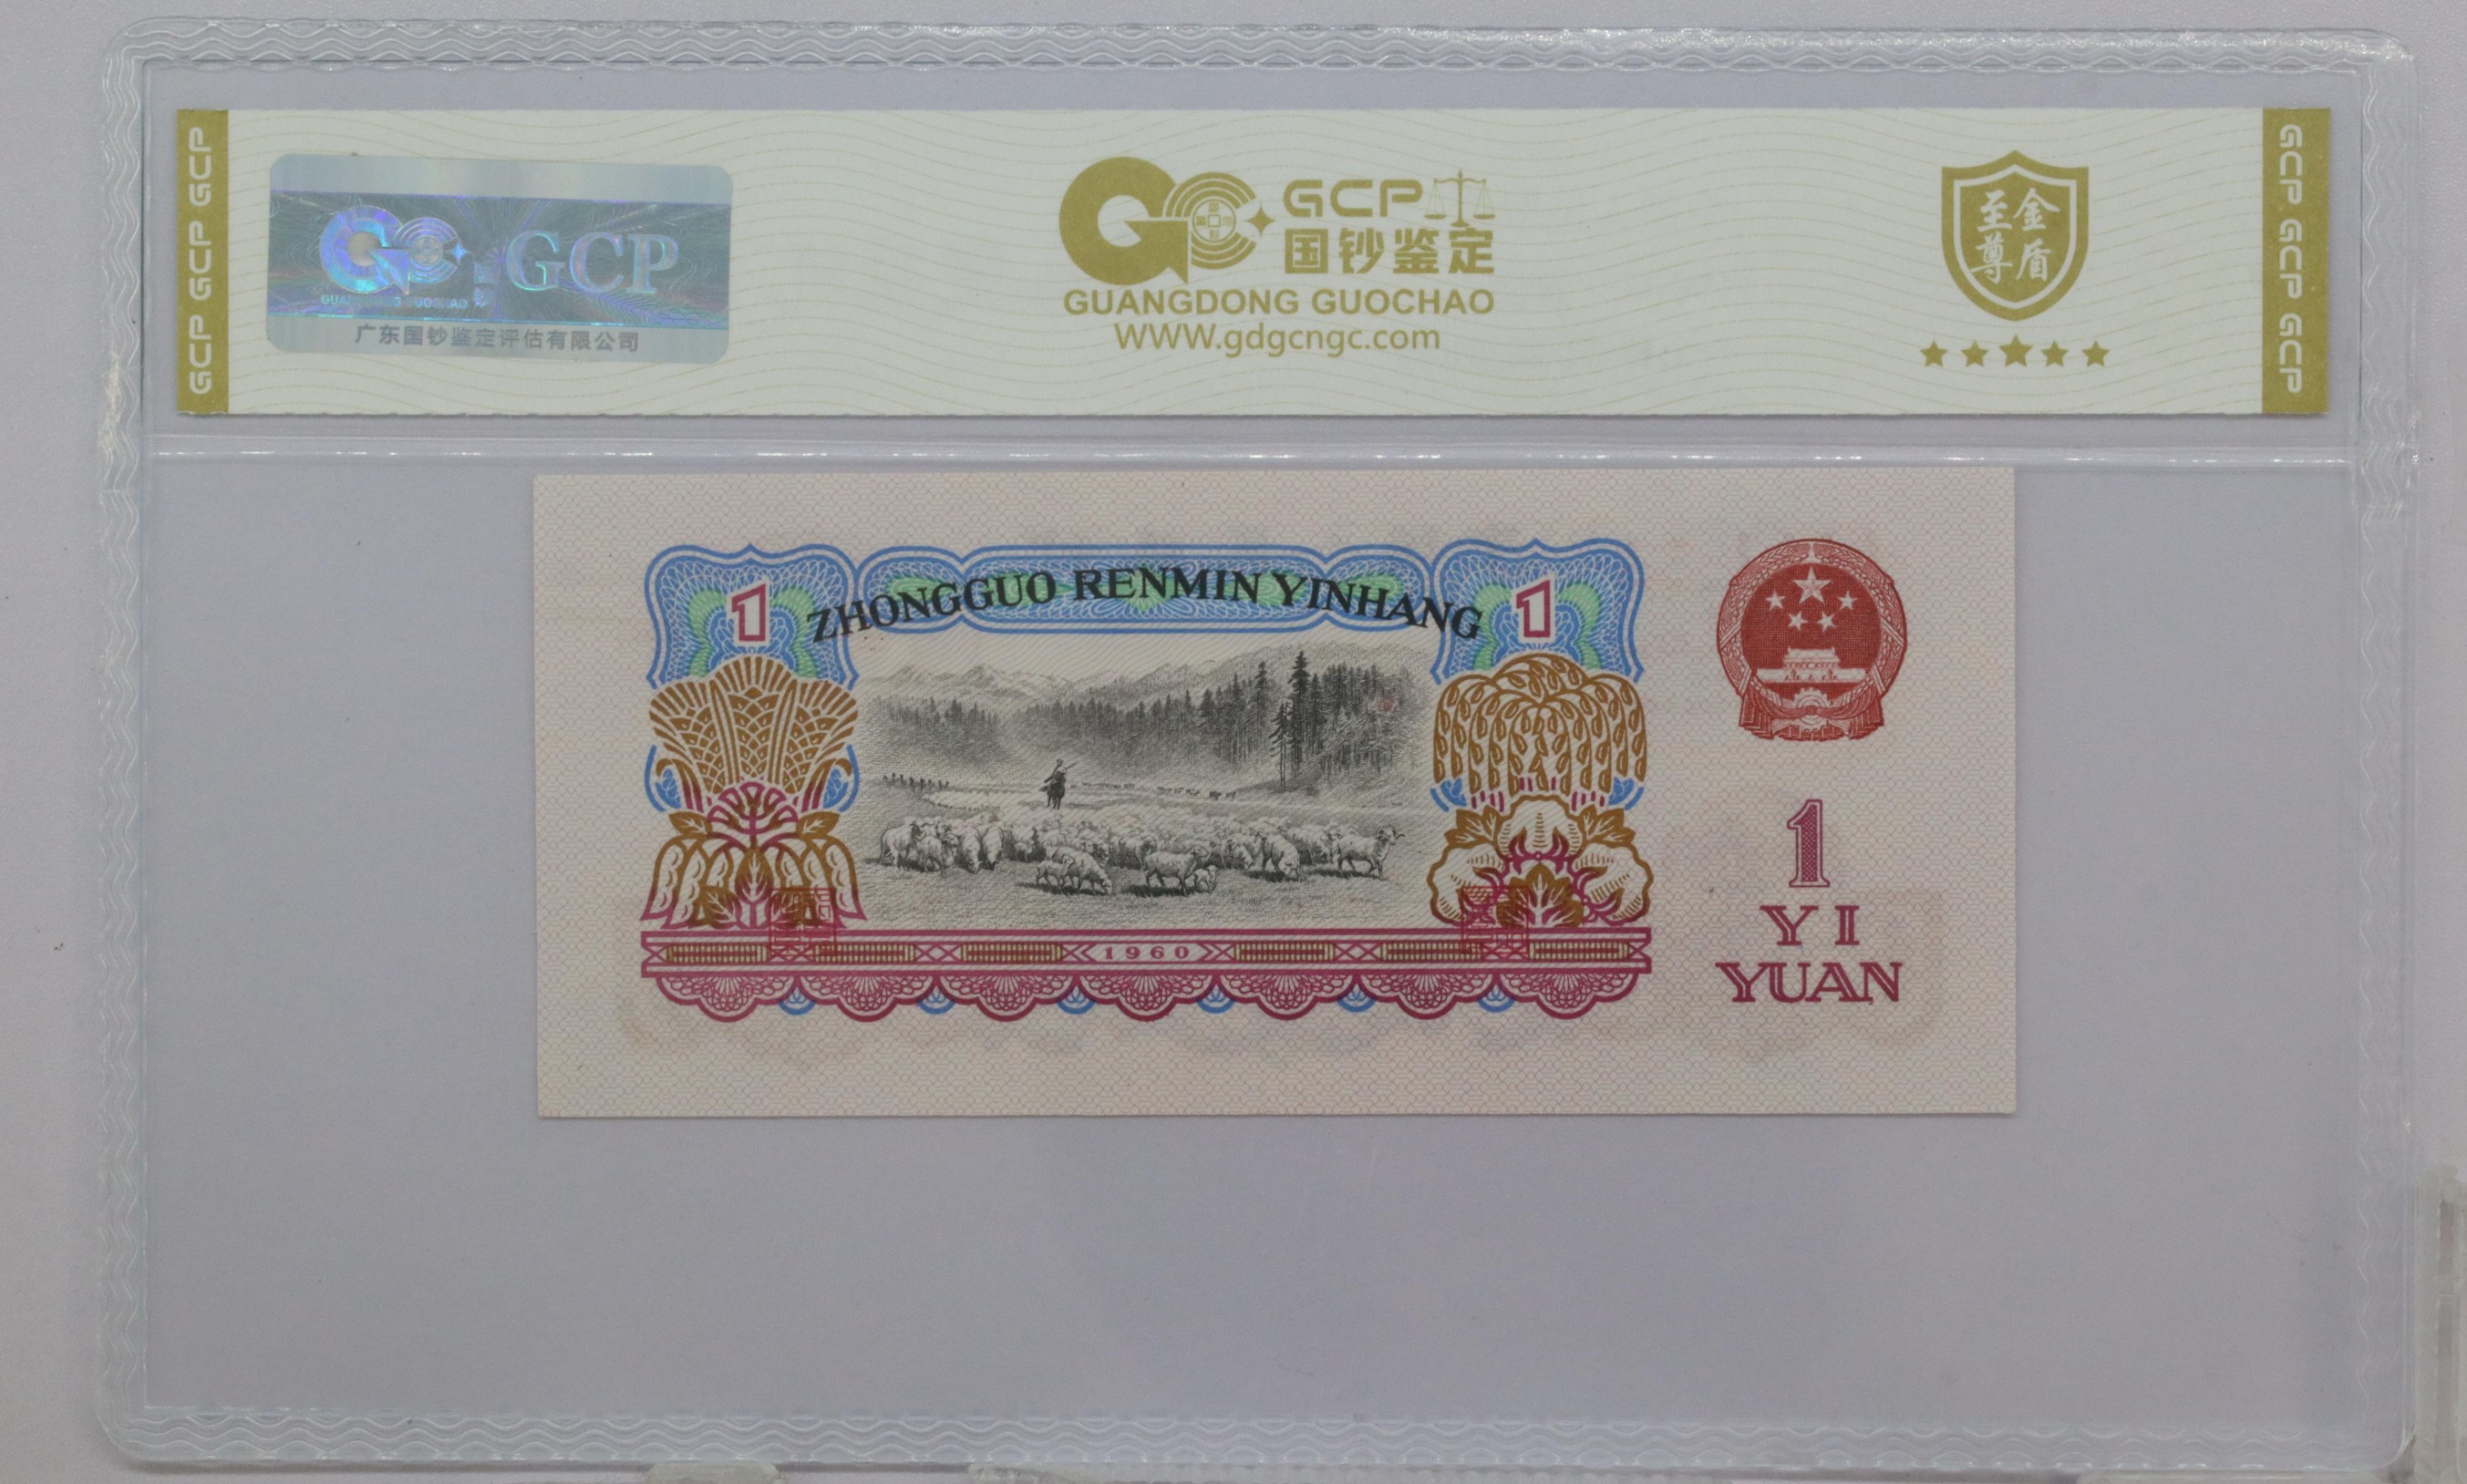 GCP GCP GCP
GCP
GUANGDONG GUOCHAO
广东国钞鉴定评估有限公司
GCP
国钞鉴定
GUANGDONG GUOCHAO
WWW.gdgcngc.com
至尊金盾
GCP GCP GCP
ZHONGGUO RENMIN YINHANG
1
1
1960
1
YI
YUAN